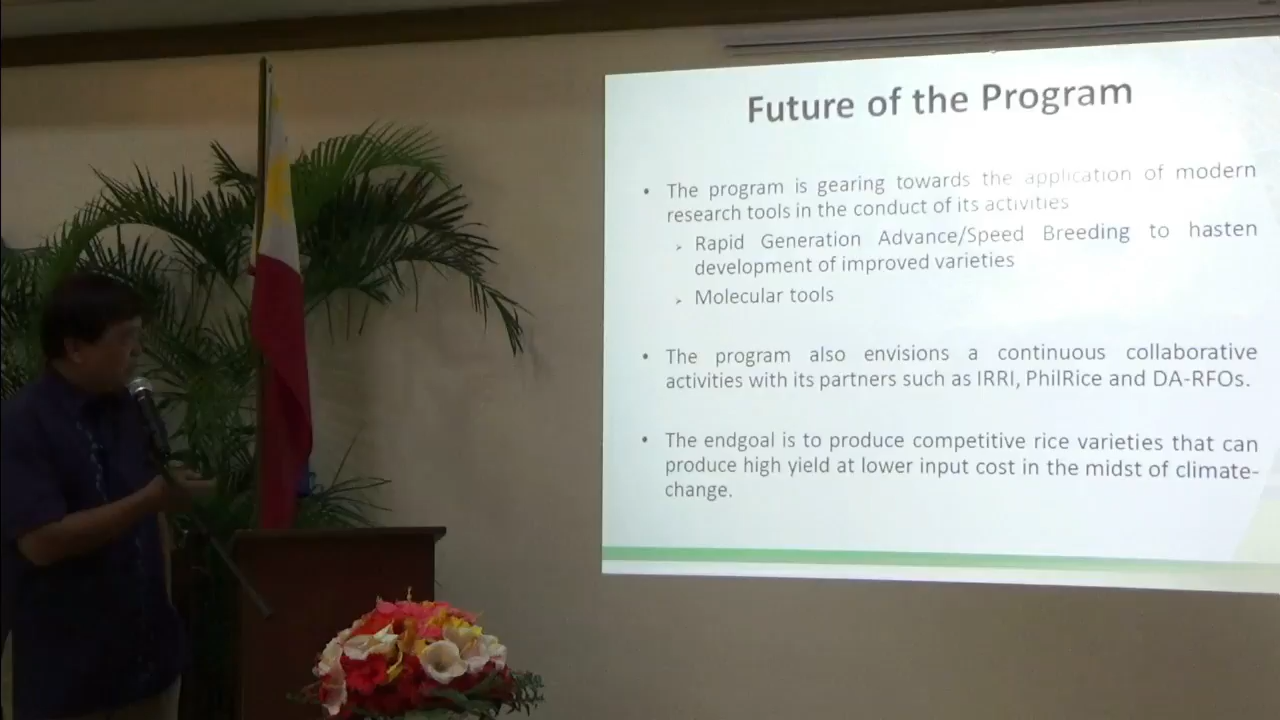 Future of the Program
• The program is gearing towards the application of modern
research tools in the conduct of its activities
➢ Rapid Generation Advance/Speed Breeding to hasten
development of improved varieties
➢ Molecular tools
• The program also envisions a continuous collaborative
activities with its partners such as IRRI, PhilRice and DA-RFOs.
• The endgoal is to produce competitive rice varieties that can
produce high yield at lower input cost in the midst of climate-
change.